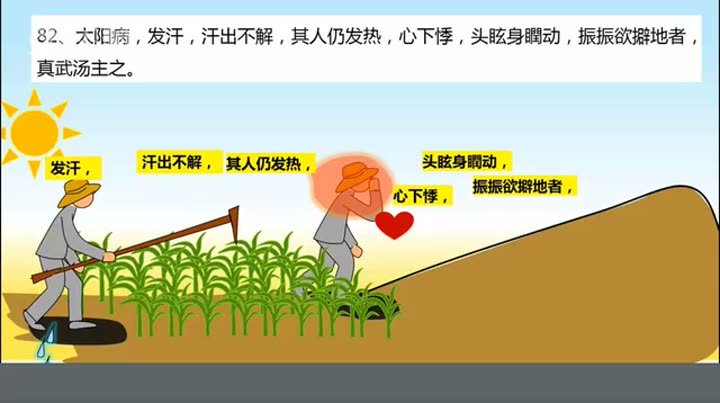 82、太阳病，发汗，汗出不解，其人仍发热，心下悸，头眩身瞤动，振振欲擗地者，
真武汤主之。
发汗，
汗出不解，
其人仍发热，
头眩身瞤动，
心下悸，
振振欲擗地者，